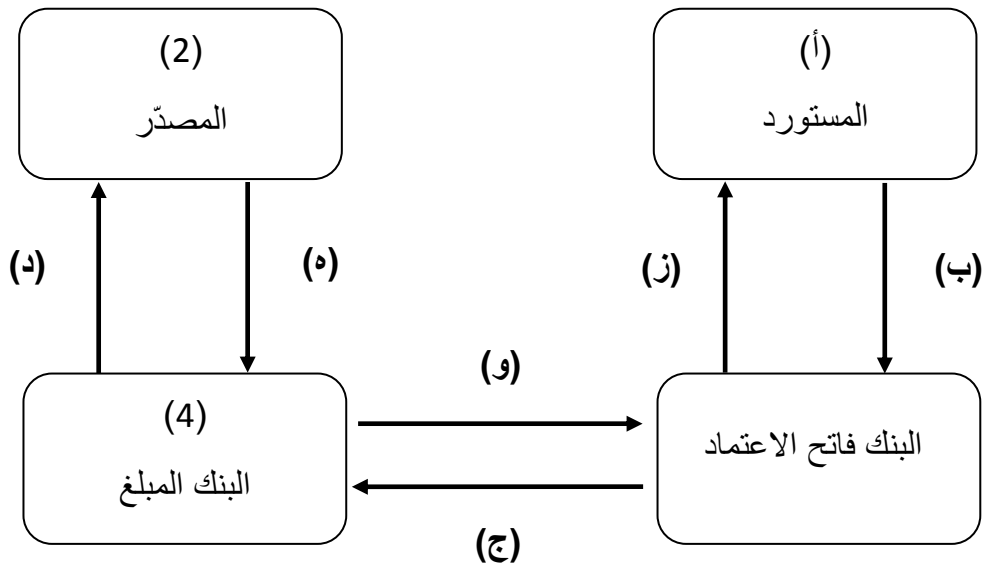 (أ)
المستورد
(2)
المصدّر
(ب)
(ز)
(ه)
(د)
(و)
البنك فاتح الاعتماد
(4)
البنك المبلغ
(ج)